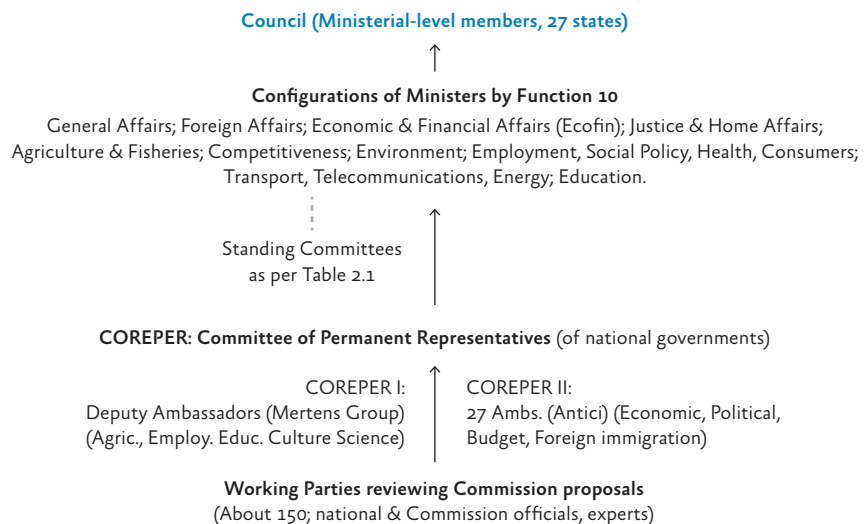 Council (Ministerial-level members, 27 states)
Configurations of Ministers by Function 10
General Affairs; Foreign Affairs; Economic & Financial Affairs (Ecofin); Justice & Home Affairs;
Agriculture & Fisheries; Competitiveness; Environment; Employment, Social Policy, Health, Consumers;
Transport, Telecommunications, Energy; Education.
Standing Committees
as per Table 2.1
COREPER: Committee of Permanent Representatives (of national governments)
COREPER I:
Deputy Ambassadors (Mertens Group)
(Agric., Employ. Educ. Culture Science)
COREPER II:
27 Ambs. (Antici) (Economic, Political,
Budget, Foreign immigration)
Working Parties reviewing Commission proposals
(About 150; national & Commission officials, experts)